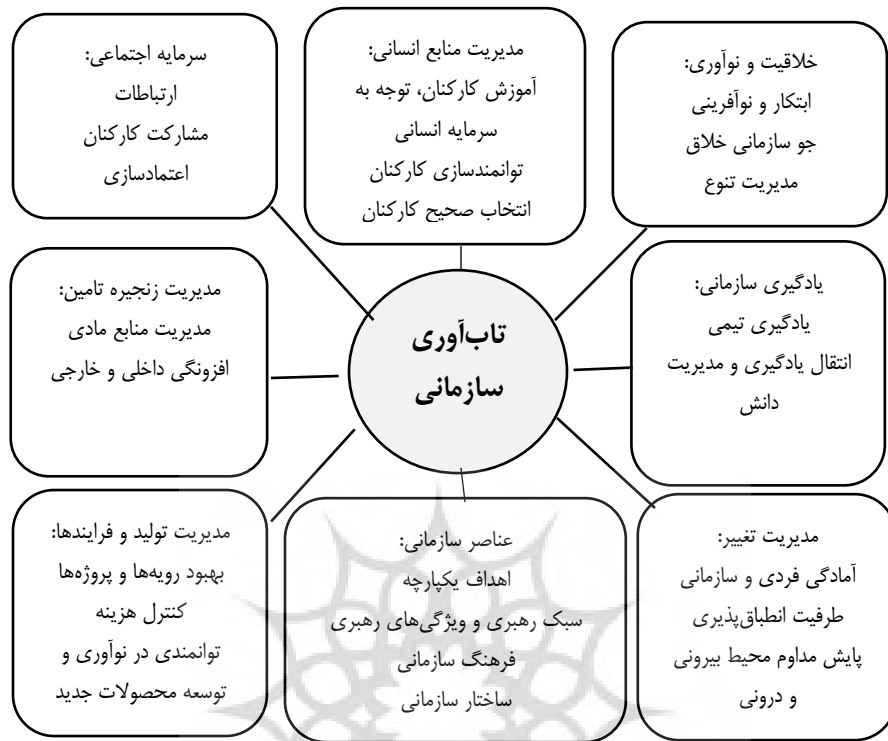 خلاقیت و نوآوری:
ابتکار و نوآفرینی
جو سازمانی خلاق
مدیریت تنوع
مدیریت منابع انسانی:
آموزش کارکنان، توجه به
سرمایه انسانی
توانمندسازی کارکنان
انتخاب صحیح کارکنان
سرمایه اجتماعی:
ارتباطات
مشارکت کارکنان
اعتمادسازی
یادگیری سازمانی:
یادگیری تیمی
انتقال یادگیری و مدیریت
دانش
تاب‌آوری
سازمانی
مدیریت زنجیره تامین:
مدیریت منابع مادی
افزونگی داخلی و خارجی
مدیریت تغییر:
آمادگی فردی و سازمانی
ظرفیت انطباق‌پذیری
پایش مداوم محیط بیرونی
و درونی
عناصر سازمانی:
اهداف یکپارچه
سبک رهبری و ویژگی‌های رهبری
فرهنگ سازمانی
ساختار سازمانی
مدیریت تولید و فرایندها:
بهبود رویه‌ها و پروژه‌ها
کنترل هزینه
توانمندی در نوآوری و
توسعه محصولات جدید